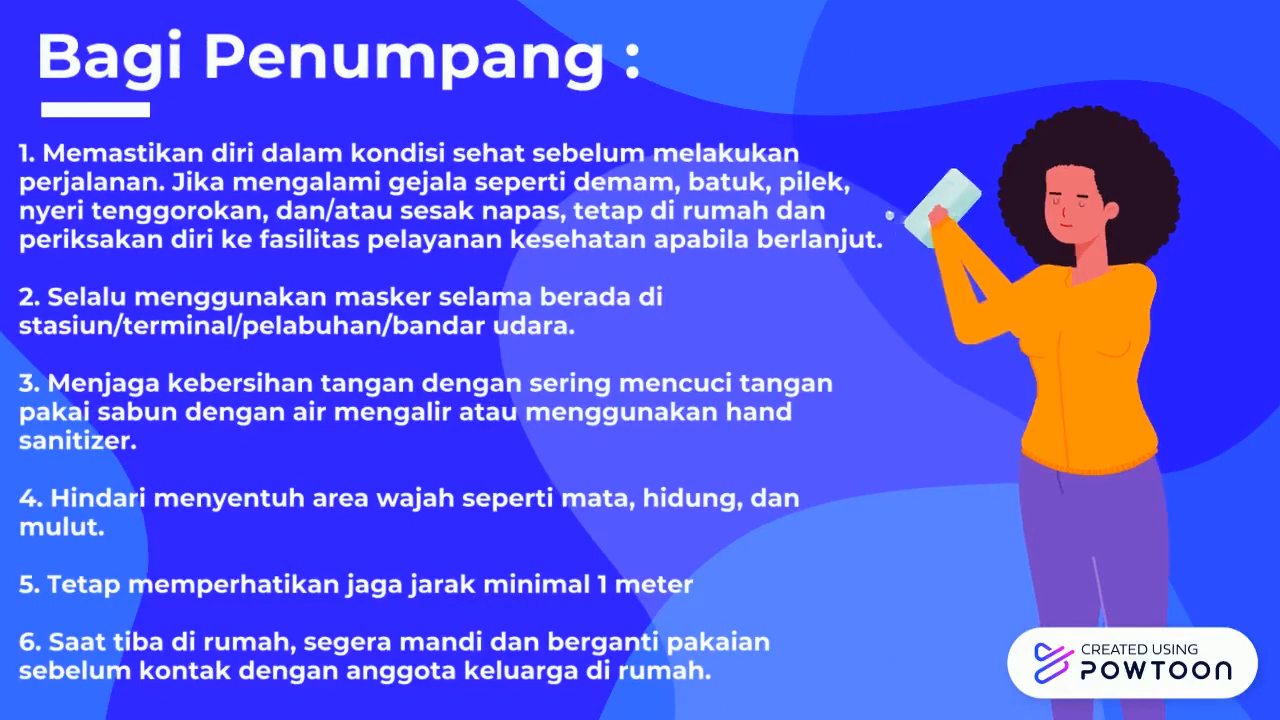 Bagi Penumpang :
1. Memastikan diri dalam kondisi sehat sebelum melakukan
perjalanan. Jika mengalami gejala seperti demam, batuk, pilek,
nyeri tenggorokan, dan/atau sesak napas, tetap di rumah dan
periksakan diri ke fasilitas pelayanan kesehatan apabila berlanjut.
2. Selalu menggunakan masker selama berada di
stasiun/terminal/pelabuhan/bandar udara.
3. Menjaga kebersihan tangan dengan sering mencuci tangan
pakai sabun dengan air mengalir atau menggunakan hand
sanitizer.
4. Hindari menyentuh area wajah seperti mata, hidung, dan
mulut.
5. Tetap memperhatikan jaga jarak minimal 1 meter
6. Saat tiba di rumah, segera mandi dan berganti pakaian
sebelum kontak dengan anggota keluarga di rumah.
CREATED USING
POWTOON